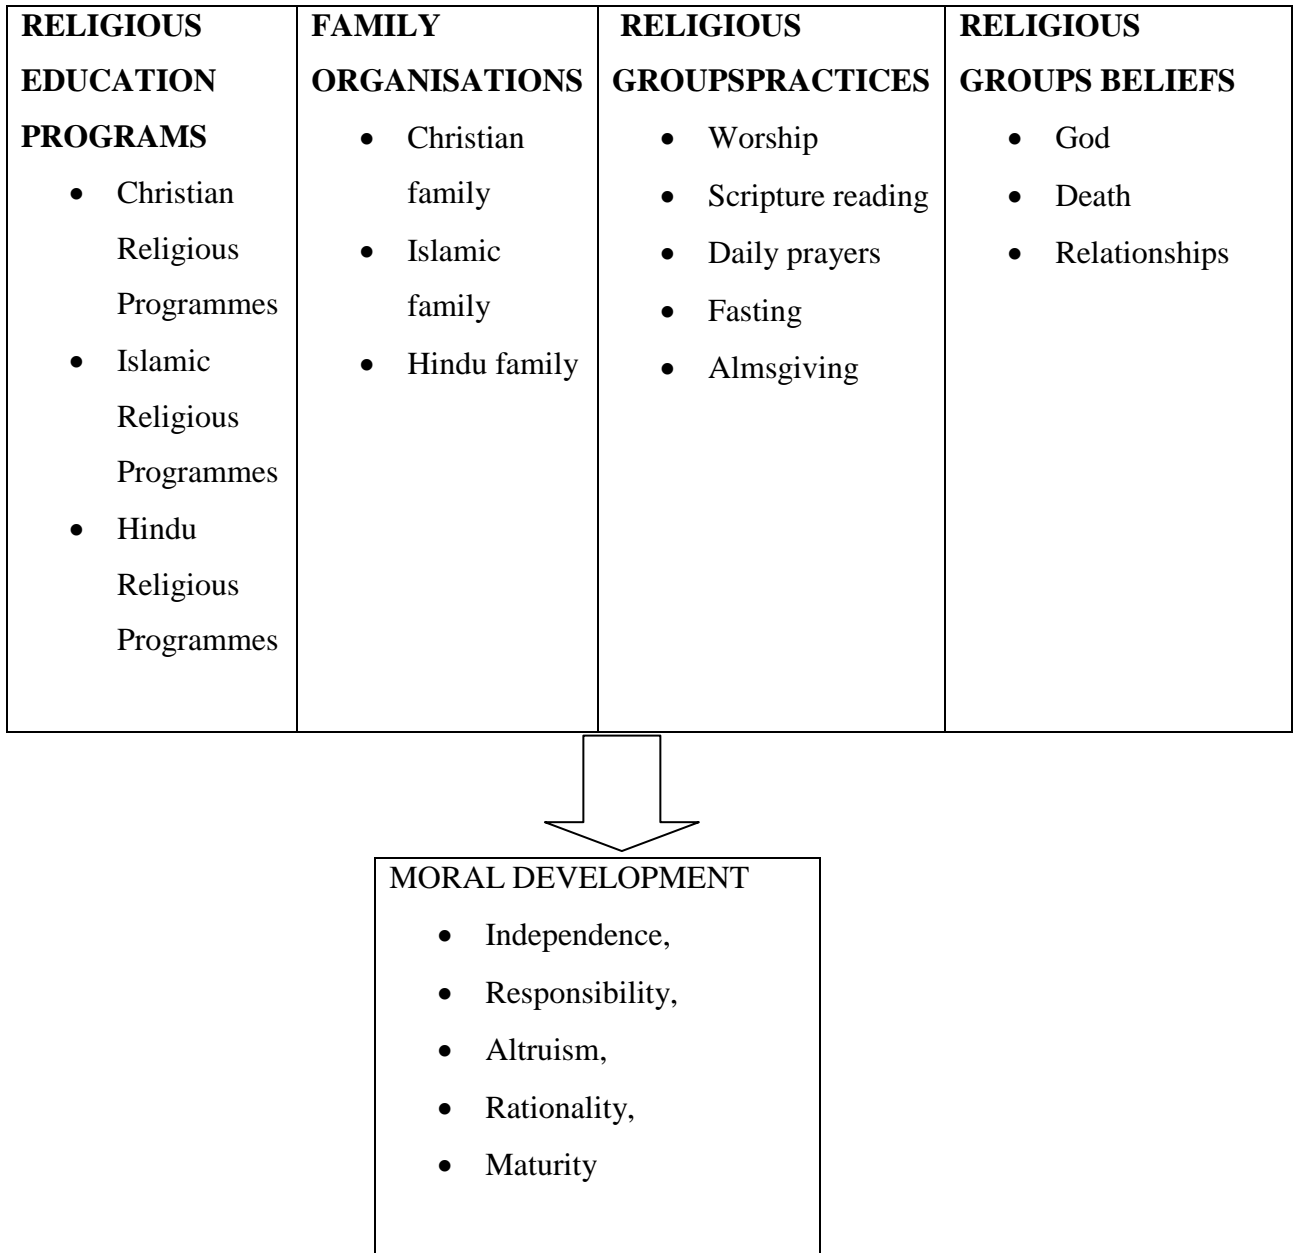 RELIGIOUS
EDUCATION
PROGRAMS
• Christian
Religious
Programmes
• Islamic
Religious
Programmes
• Hindu
Religious
Programmes
FAMILY
ORGANISATIONS
• Christian
family
• Islamic
family
• Hindu family
RELIGIOUS
GROUPSPRACTICES
• Worship
• Scripture reading
• Daily prayers
• Fasting
• Almsgiving
RELIGIOUS
GROUPS BELIEFS
• God
• Death
• Relationships
MORAL DEVELOPMENT
• Independence,
• Responsibility,
• Altruism,
• Rationality,
• Maturity